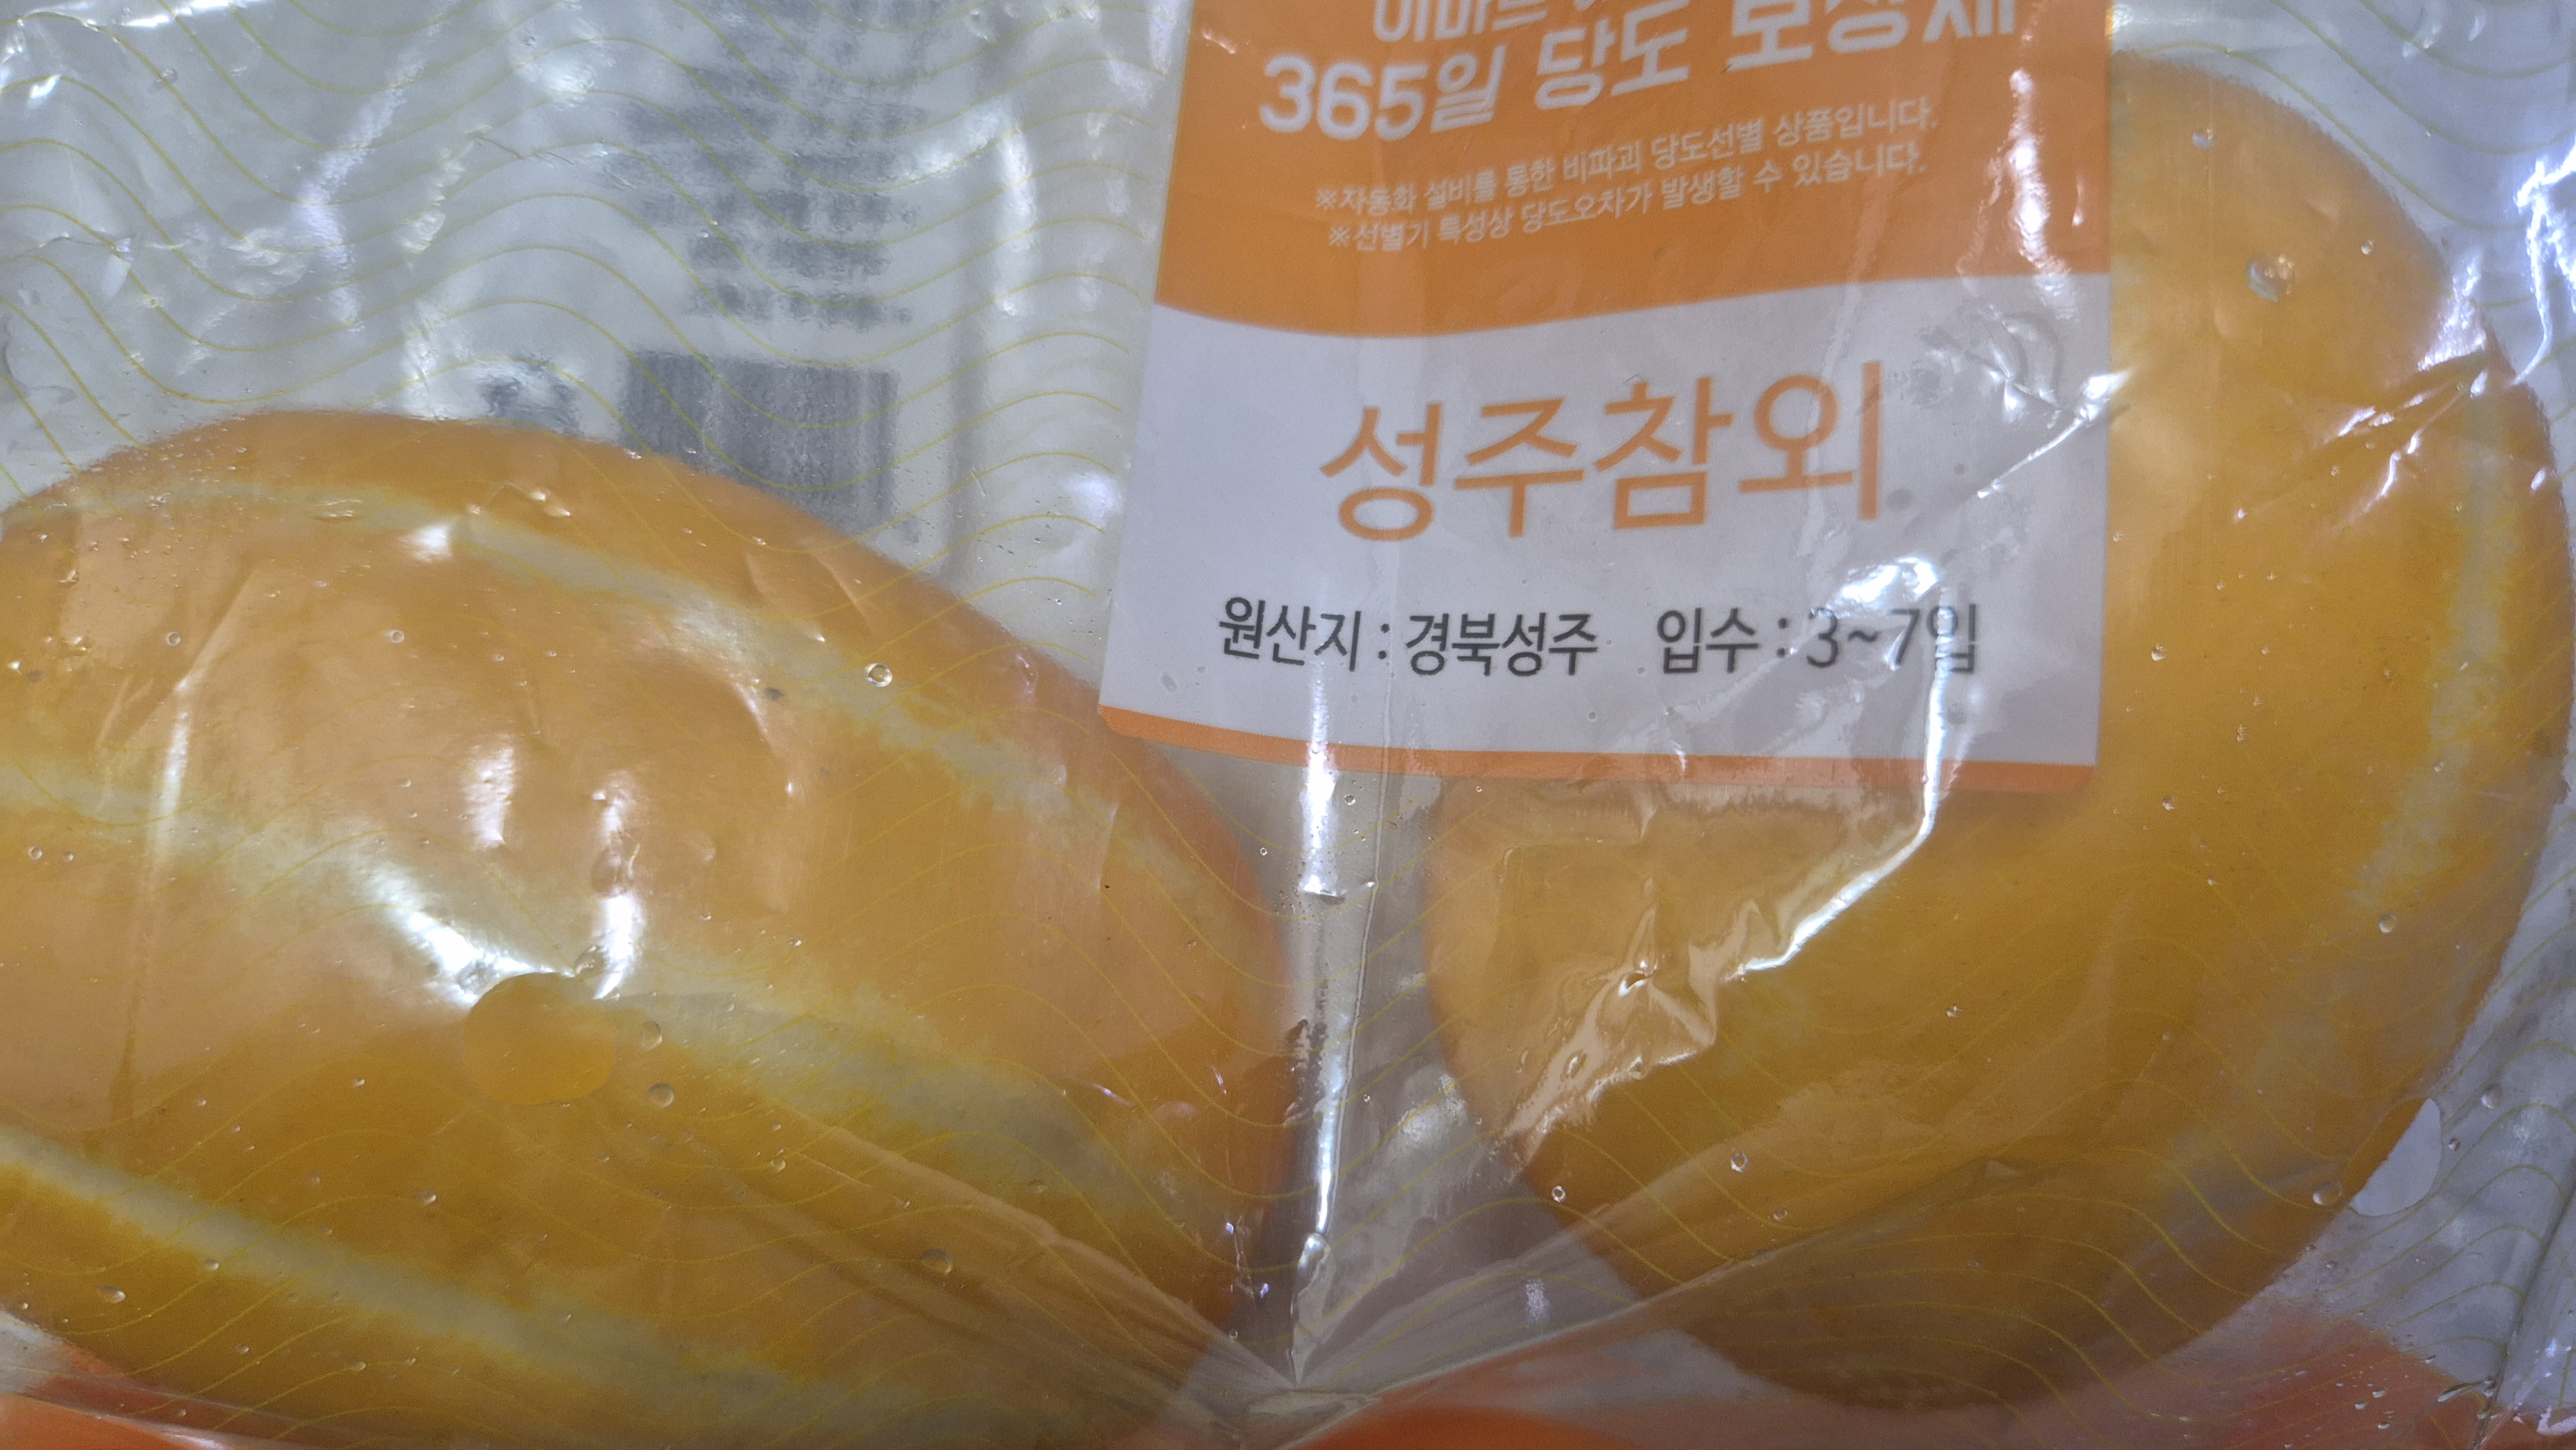 365일 당도 보상제
※자동화 설비를 통한 비파괴 당도선별 상품입니다.
※선별기 특성상 당도오차가 발생할 수 있습니다.
성주참외
원산지 : 경북성주 입수 : 3~7입